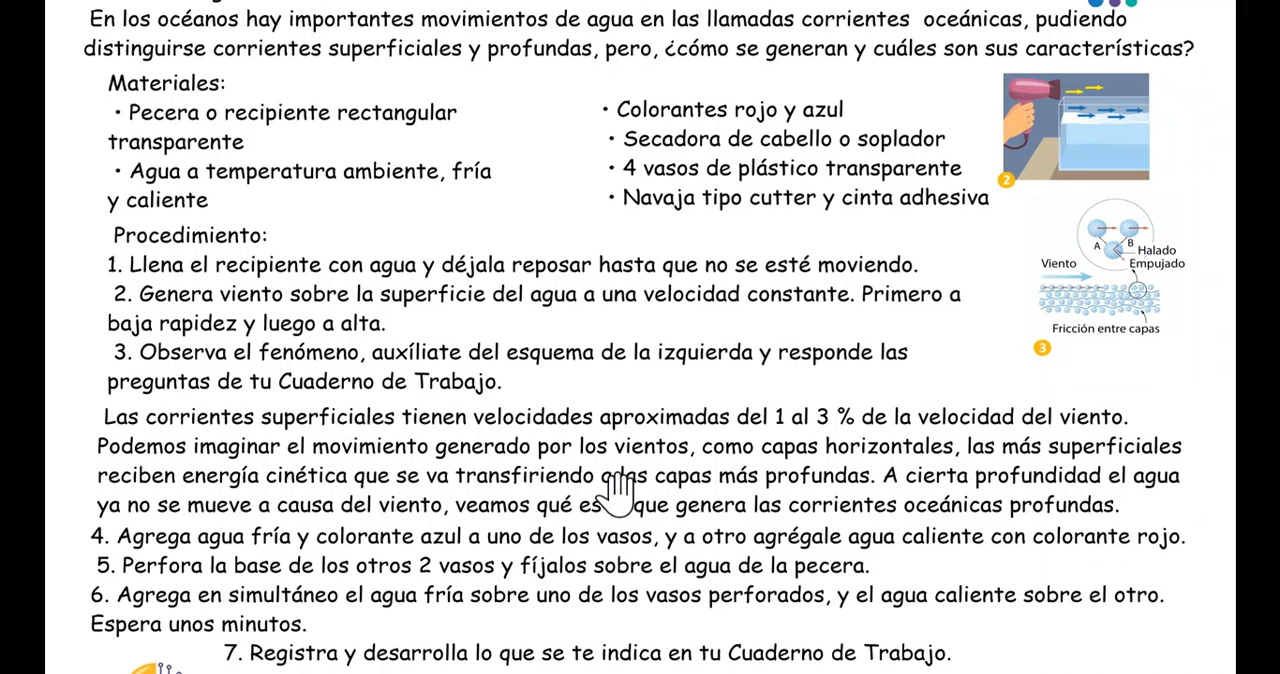 En los océanos hay importantes movimientos de agua en las llamadas corrientes oceánicas, pudiendo
distinguirse corrientes superficiales y profundas, pero, ¿cómo se generan y cuáles son sus características?
Materiales:
• Pecera o recipiente rectangular
transparente
• Agua a temperatura ambiente, fría
y caliente
• Colorantes rojo y azul
• Secadora de cabello o soplador
• 4 vasos de plástico transparente
• Navaja tipo cutter y cinta adhesiva
2
Procedimiento:
1. Llena el recipiente con agua y déjala reposar hasta que no se esté moviendo.
2. Genera viento sobre la superficie del agua a una velocidad constante. Primero a
baja rapidez y luego a alta.
3. Observa el fenómeno, auxíliate del esquema de la izquierda y responde las
preguntas de tu Cuaderno de Trabajo.
A B
Halado
Viento Empujado
Fricción entre capas
3
Las corrientes superficiales tienen velocidades aproximadas del 1 al 3 % de la velocidad del viento.
Podemos imaginar el movimiento generado por los vientos, como capas horizontales, las más superficiales
reciben energía cinética que se va transfiriendo capas más profundas. A cierta profundidad el agua
ya no se mueve a causa del viento, veamos qué es que genera las corrientes oceánicas profundas.
4. Agrega agua fría y colorante azul a uno de los vasos, y a otro agrégale agua caliente con colorante rojo.
5. Perfora la base de los otros 2 vasos y fíjalos sobre el agua de la pecera.
6. Agrega en simultáneo el agua fría sobre uno de los vasos perforados, y el agua caliente sobre el otro.
Espera unos minutos.
7. Registra y desarrolla lo que se te indica en tu Cuaderno de Trabajo.